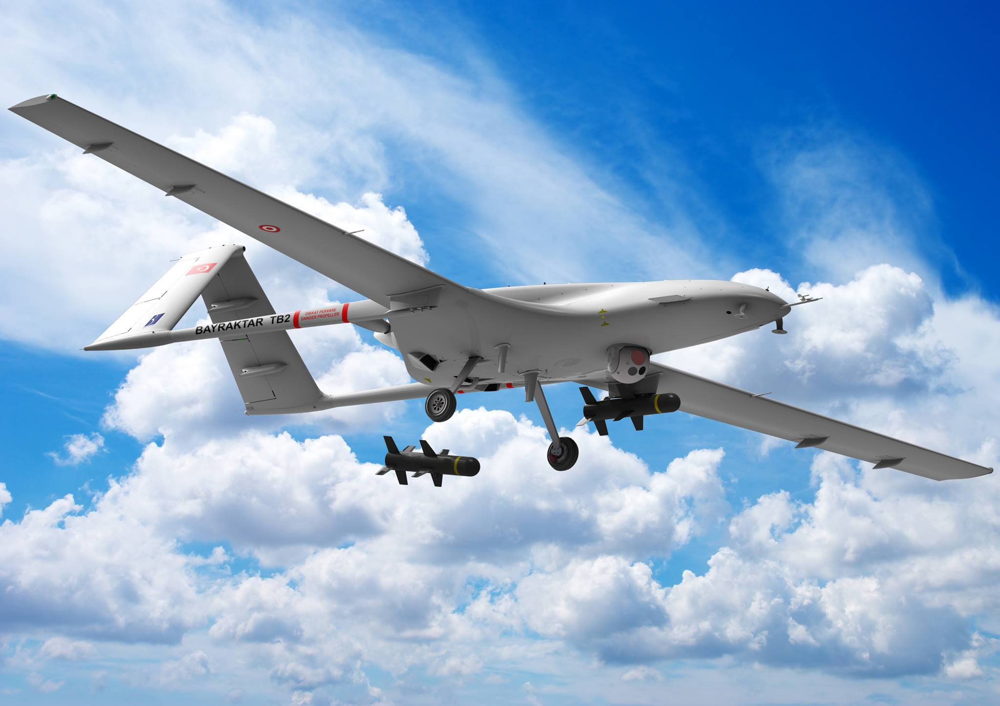 BAYRAKTAR TB2
DİKKAT PERVANE
DANGER PROPELLER